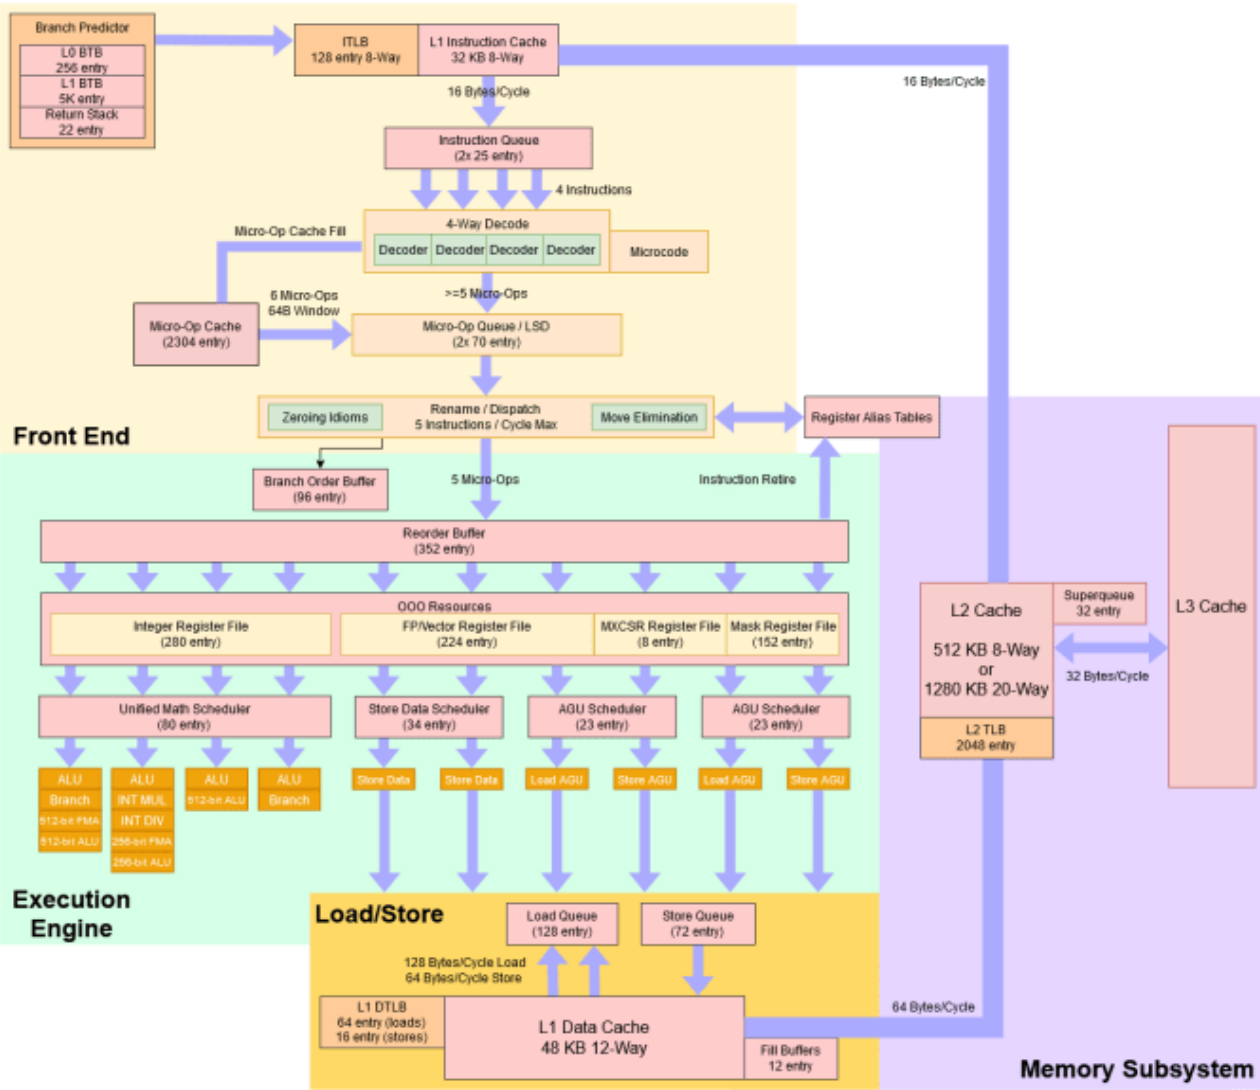 Branch Predictor
L0 BTB
256 entry
L1 BTB
5K entry
Return Stack
22 entry
ITLB
128 entry 8-Way
L1 Instruction Cache
32 KB 8-Way
16 Bytes/Cycle
16 Bytes/Cycle
Instruction Queue
(2x 25 entry)
4 Instructions
4-Way Decode
Decoder Decoder Decoder Decoder
Microcode
Micro-Op Cache Fill
>=5 Micro-Ops
6 Micro-Ops
64B Window
Micro-Op Cache
(2304 entry)
Micro-Op Queue / LSD
(2x 70 entry)
Zeroing Idioms
Rename / Dispatch
5 Instructions / Cycle Max
Move Elimination
Register Alias Tables
Front End
Branch Order Buffer
(96 entry)
5 Micro-Ops
Instruction Retire
Reorder Buffer
(352 entry)
OOO Resources
Integer Register File
(280 entry)
FP/Vector Register File
(224 entry)
MXCSR Register File
(8 entry)
Mask Register File
(152 entry)
Unified Math Scheduler
(80 entry)
Store Data Scheduler
(34 entry)
AGU Scheduler
(23 entry)
AGU Scheduler
(23 entry)
ALU
Branch
512-bit FMA
512-bit ALU
ALU
INT MUL
INT DIV
256-bit FMA
256-bit ALU
ALU
512-bit ALU
ALU
Branch
Store Data
Store Data
Load AGU
Store AGU
Load AGU
Store AGU
Execution
Engine
Load/Store
Load Queue
(128 entry)
Store Queue
(72 entry)
128 Bytes/Cycle Load
64 Bytes/Cycle Store
L1 DTLB
64 entry (loads)
16 entry (stores)
L1 Data Cache
48 KB 12-Way
Fill Buffers
12 entry
64 Bytes/Cycle
L2 Cache
512 KB 8-Way
or
1280 KB 20-Way
Superqueue
32 entry
L2 TLB
2048 entry
32 Bytes/Cycle
L3 Cache
Memory Subsystem